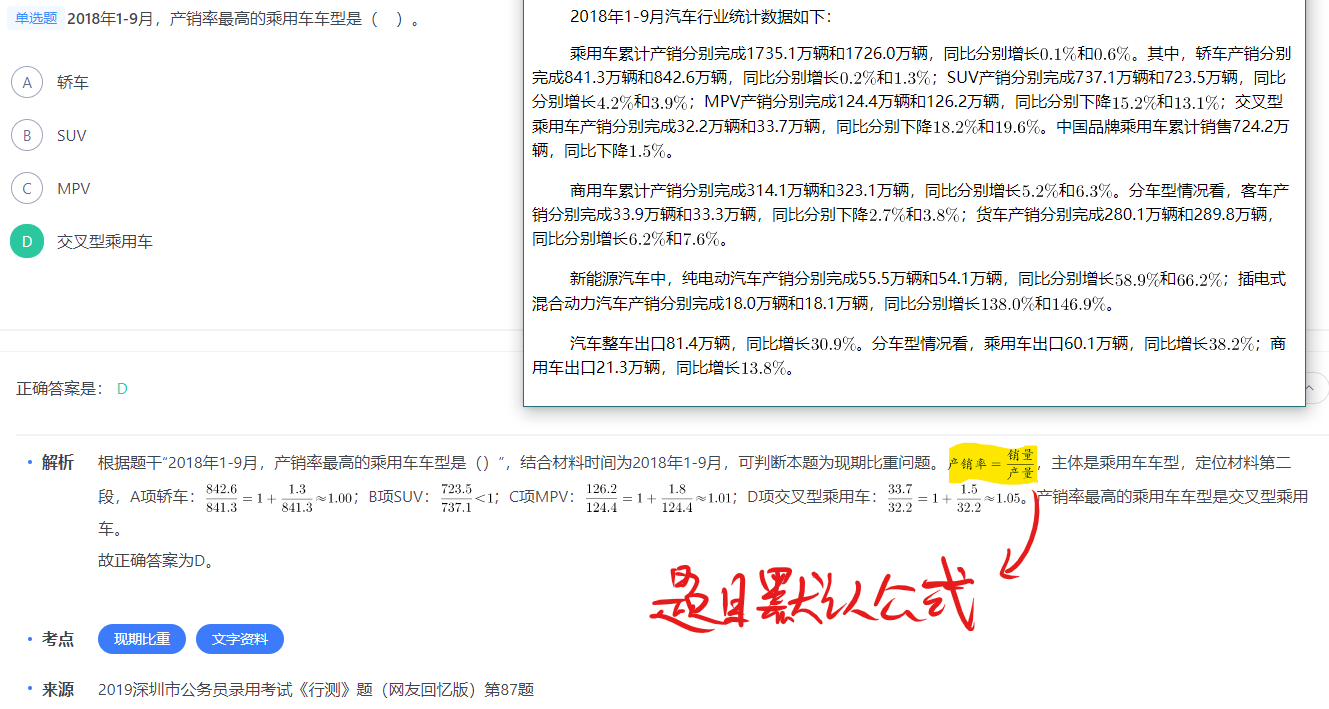 单选题 2018年1-9月，产销率最高的乘用车车型是（　）。
A 轿车
B SUV
C MPV
D 交叉型乘用车
2018年1-9月汽车行业统计数据如下：
乘用车累计产销分别完成1735.1万辆和1726.0万辆，同比分别增长0.1%和0.6%。其中，轿车产销分别
完成841.3万辆和842.6万辆，同比分别增长0.2%和1.3%；SUV产销分别完成737.1万辆和723.5万辆，同比
分别增长4.2%和3.9%；MPV产销分别完成124.4万辆和126.2万辆，同比分别下降15.2%和13.1%；交叉型
乘用车产销分别完成32.2万辆和33.7万辆，同比分别下降18.2%和19.6%。中国品牌乘用车累计销售724.2万
辆，同比下降1.5%。
商用车累计产销分别完成314.1万辆和323.1万辆，同比分别增长5.2%和6.3%。分车型情况看，客车产
销分别完成33.9万辆和33.3万辆，同比分别下降2.7%和3.8%；货车产销分别完成280.1万辆和289.8万辆，
同比分别增长6.2%和7.6%。
新能源汽车中，纯电动汽车产销分别完成55.5万辆和54.1万辆，同比分别增长58.9%和66.2%；插电式
混合动力汽车产销分别完成18.0万辆和18.1万辆，同比分别增长138.0%和146.9%。
汽车整车出口81.4万辆，同比增长30.9%。分车型情况看，乘用车出口60.1万辆，同比增长38.2%；商
用车出口21.3万辆，同比增长13.8%。
正确答案是： D
解析 根据题干“2018年1-9月，产销率最高的乘用车车型是（）”，结合材料时间为2018年1-9月，可判断本题为现期比重问题。产销率=销量/产量，主体是乘用车车型，定位材料第二
段，A项轿车：842.6/841.3=1+1.3/841.3≈1.00；B项SUV：723.5/737.1<1；C项MPV：126.2/124.4=1+1.8/124.4≈1.01；D项交叉型乘用车：33.7/32.2=1+1.5/32.2≈1.05。产销率最高的乘用车车型是交叉型乘用
车。
故正确答案为D。
题目默认公式
考点 现期比重 文字资料
来源 2019深圳市公务员录用考试《行测》题（网友回忆版）第87题